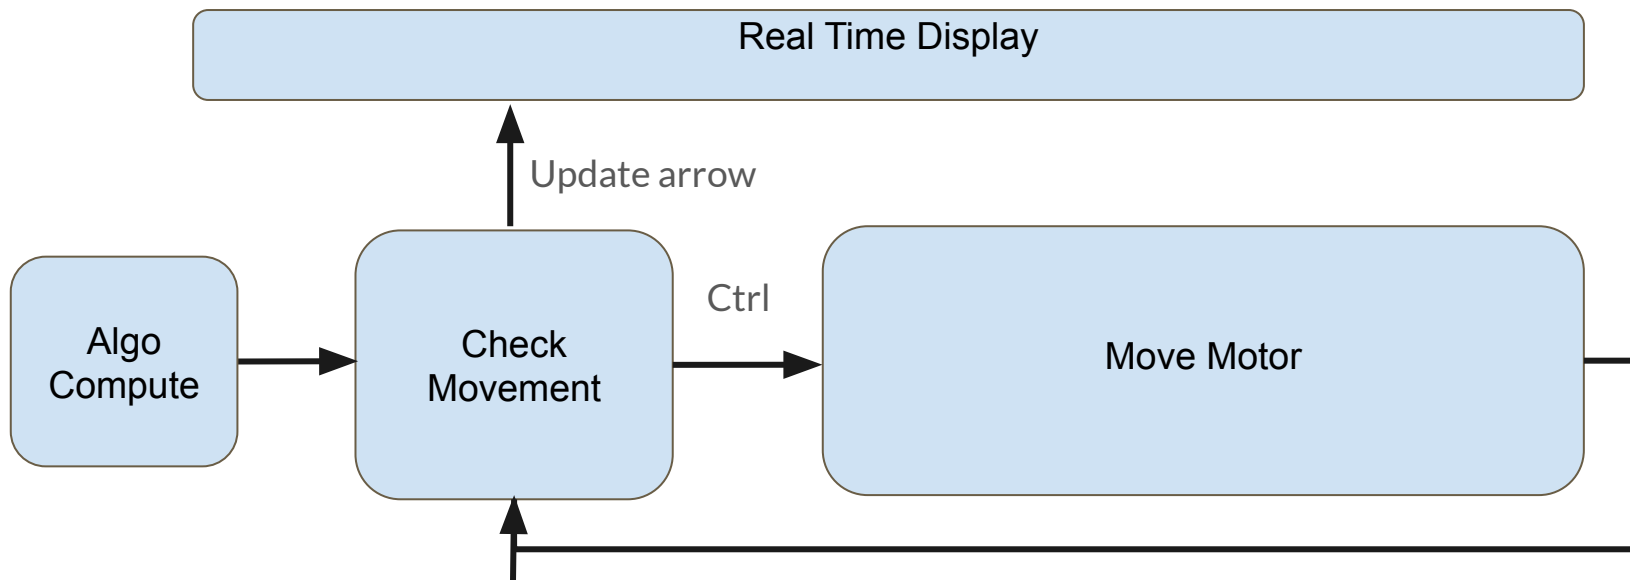 Real Time Display
Update arrow
Algo
Compute
Check
Movement
Ctrl
Move Motor